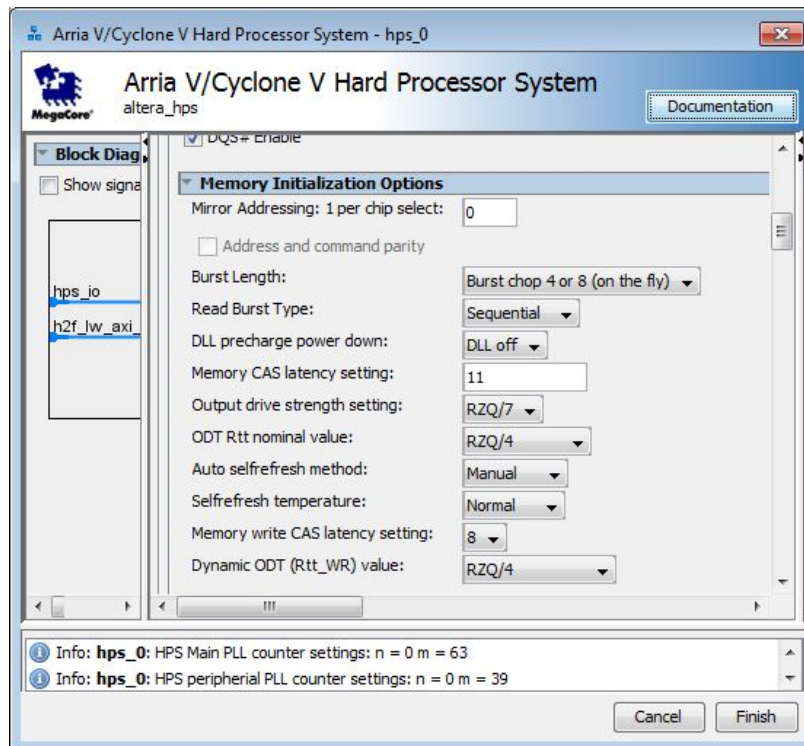 Arria V/Cyclone V Hard Processor System - hps_0
MegaCore®
Arria V/Cyclone V Hard Processor System
altera_hps
Documentation
Block Diag
Show signa
hps_io
h2f_lw_axi_
DQS# Enable
Memory Initialization Options
Mirror Addressing: 1 per chip select: 0
Address and command parity
Burst Length: Burst chop 4 or 8 (on the fly)
Read Burst Type: Sequential
DLL precharge power down: DLL off
Memory CAS latency setting: 11
Output drive strength setting: RZQ/7
ODT Rtt nominal value: RZQ/4
Auto selfrefresh method: Manual
Selfrefresh temperature: Normal
Memory write CAS latency setting: 8
Dynamic ODT (Rtt_WR) value: RZQ/4
Info: hps_0: HPS Main PLL counter settings: n = 0 m = 63
Info: hps_0: HPS peripherial PLL counter settings: n = 0 m = 39
Cancel Finish